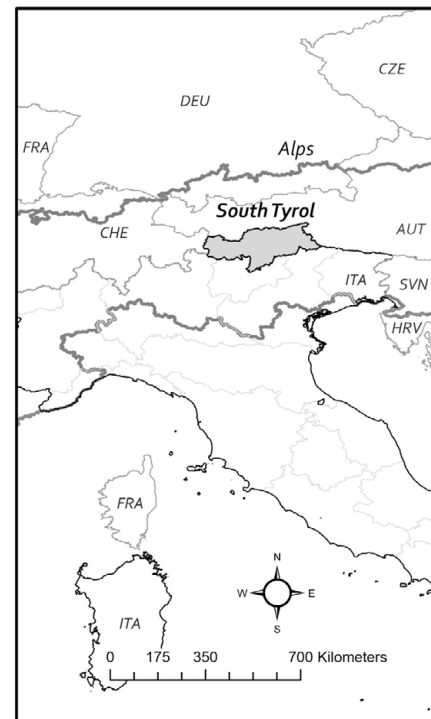 CZE
DEU
FRA
Alps
South Tyrol
CHE
AUT
ITA
SVN
HRV
FRA
N
W E
S
ITA
0 175 350 700 Kilometers